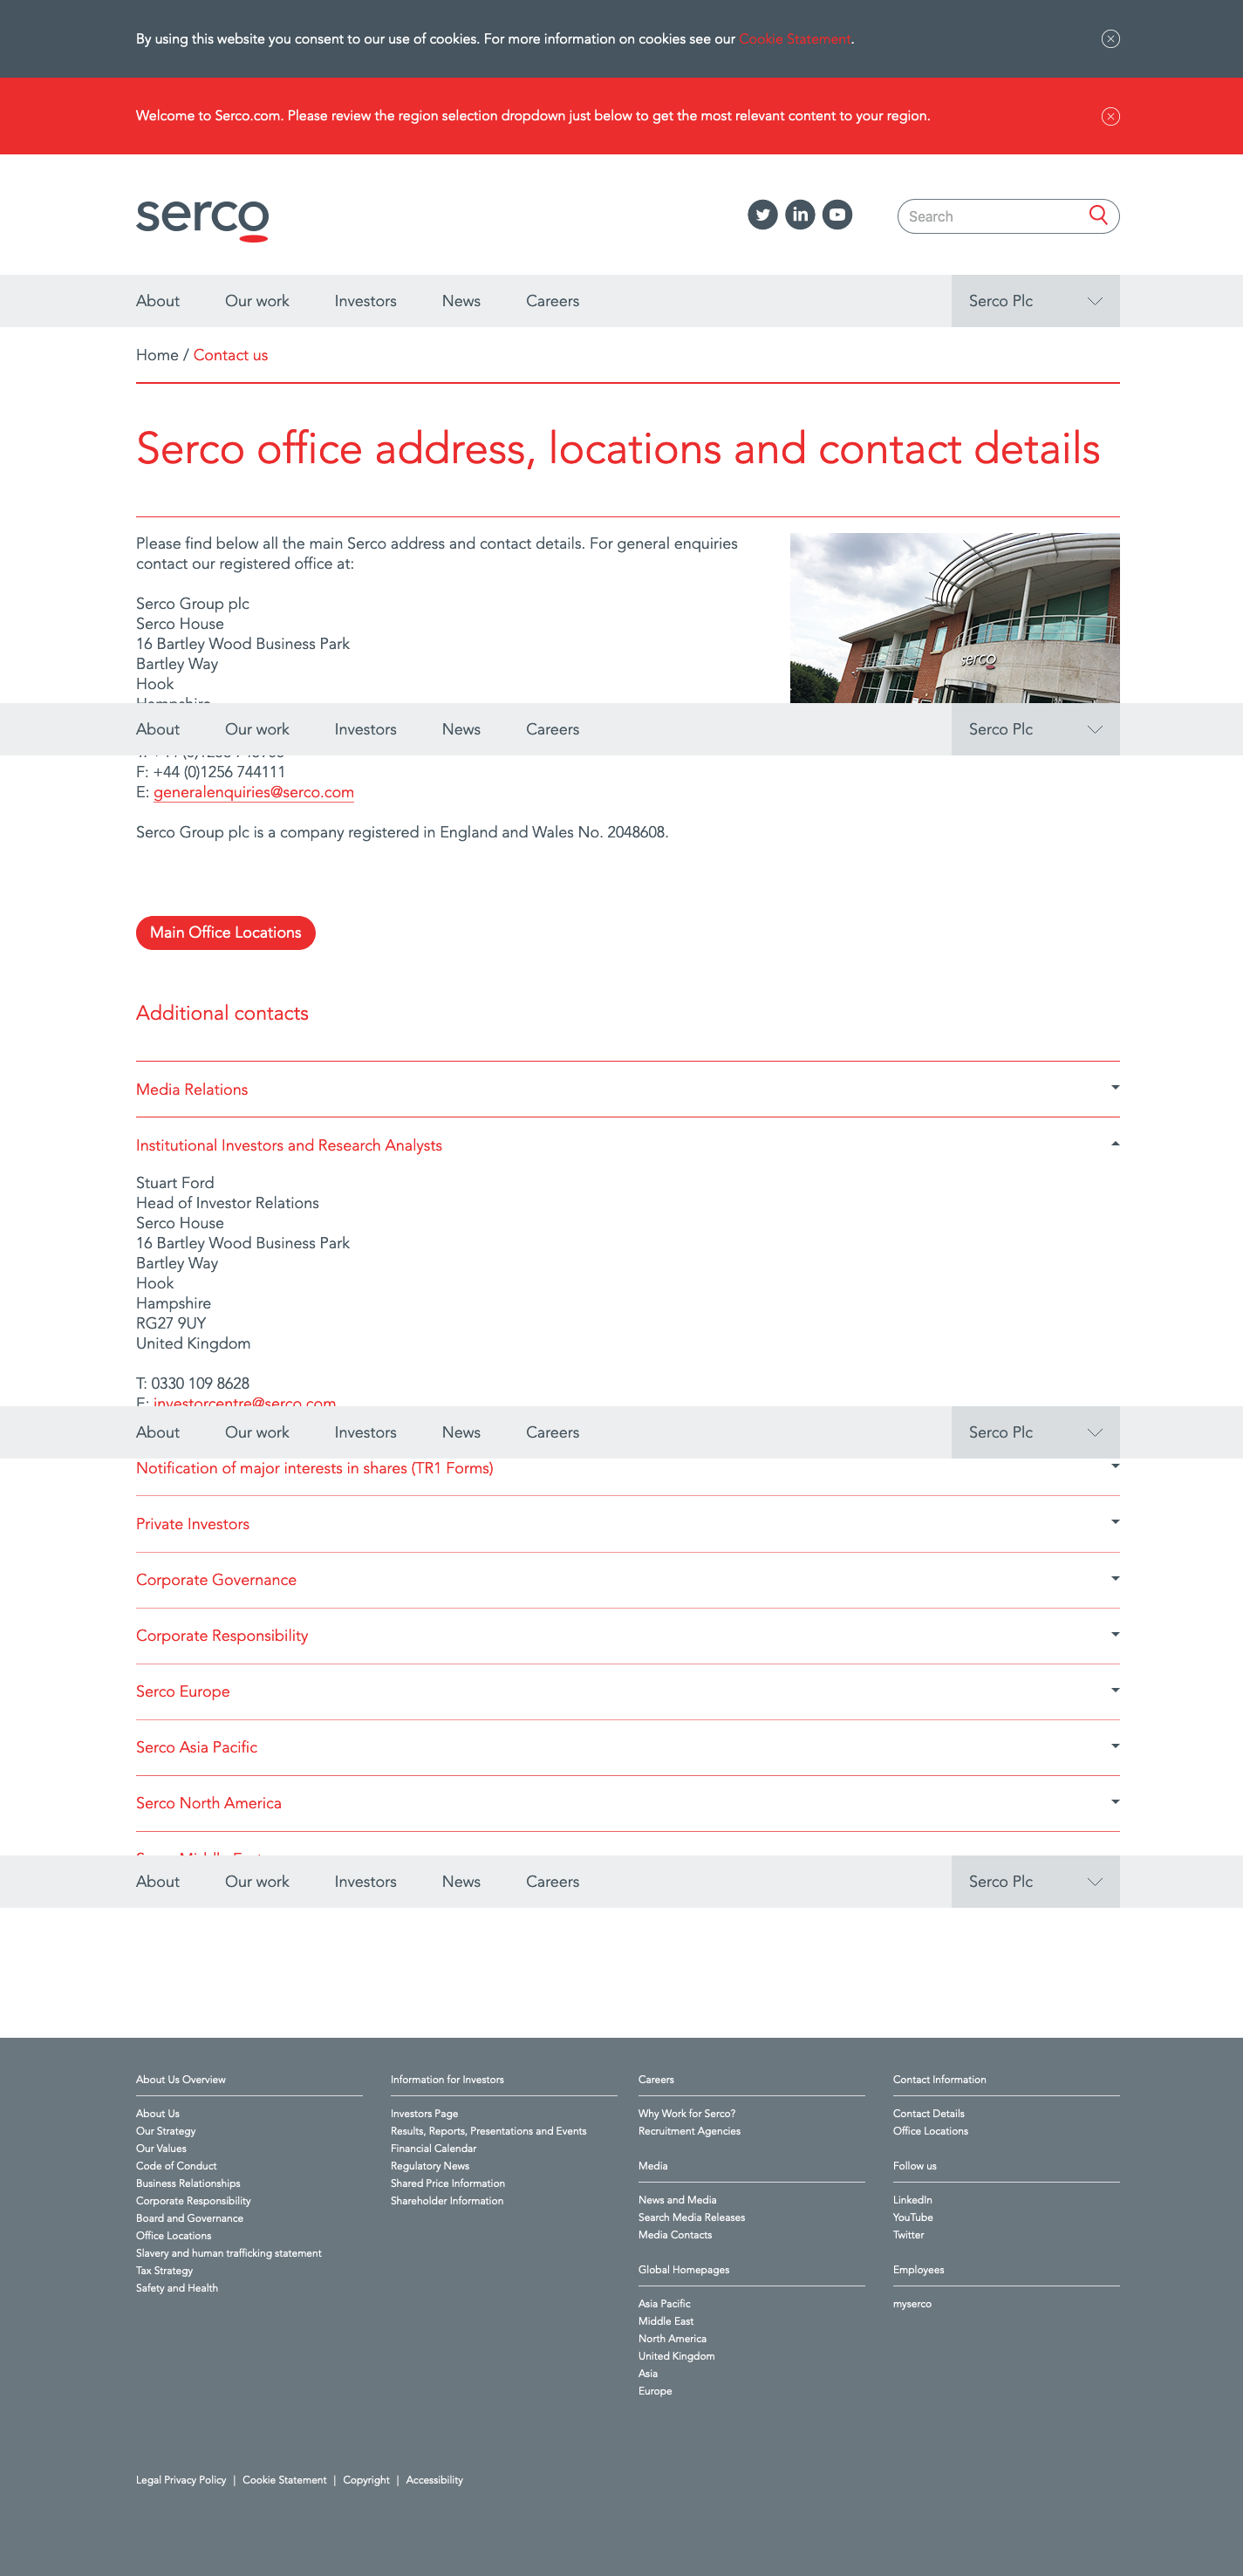 By using this website you consent to our use of cookies. For more information on cookies see our Cookie Statement.
Welcome to Serco.com. Please review the region selection dropdown just below to get the most relevant content to your region.
serco
Search
About Our work Investors News Careers Serco Plc
Home / Contact us
Serco office address, locations and contact details
Please find below all the main Serco address and contact details. For general enquiries
contact our registered office at:
Serco Group plc
Serco House
16 Bartley Wood Business Park
Bartley Way
Hook
Hampshire
serco
About Our work Investors News Careers Serco Plc
F: +44 (0)1256 744111
E: generalenquiries@serco.com
Serco Group plc is a company registered in England and Wales No. 2048608.
Main Office Locations
Additional contacts
Media Relations
Institutional Investors and Research Analysts
Stuart Ford
Head of Investor Relations
Serco House
16 Bartley Wood Business Park
Bartley Way
Hook
Hampshire
RG27 9UY
United Kingdom
T: 0330 109 8628
E: investorcentre@serco.com
About Our work Investors News Careers Serco Plc
Notification of major interests in shares (TR1 Forms)
Private Investors
Corporate Governance
Corporate Responsibility
Serco Europe
Serco Asia Pacific
Serco North America
Serco Middle East
About Our work Investors News Careers Serco Plc
About Us Overview
About Us
Our Strategy
Our Values
Code of Conduct
Business Relationships
Corporate Responsibility
Board and Governance
Office Locations
Slavery and human trafficking statement
Tax Strategy
Safety and Health
Information for Investors
Investors Page
Results, Reports, Presentations and Events
Financial Calendar
Regulatory News
Shared Price Information
Shareholder Information
Careers
Why Work for Serco?
Recruitment Agencies
Media
News and Media
Search Media Releases
Media Contacts
Global Homepages
Asia Pacific
Middle East
North America
United Kingdom
Asia
Europe
Contact Information
Contact Details
Office Locations
Follow us
LinkedIn
YouTube
Twitter
Employees
myserco
Legal Privacy Policy | Cookie Statement | Copyright | Accessibility